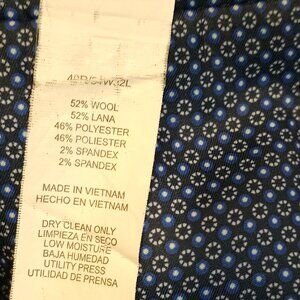 52% WOOL
52% LANA
46% POLYESTER
46% POLIESTER
2% SPANDEX
2% SPANDEX
MADE IN VIETNAM
HECHO EN VIETNAM
DRY CLEAN ONLY
LIMPIEZA EN SECO
LOW MOISTURE
BAJA HUMEDAD
UTILITY PRESS
UTILIDAD DE PRENSA